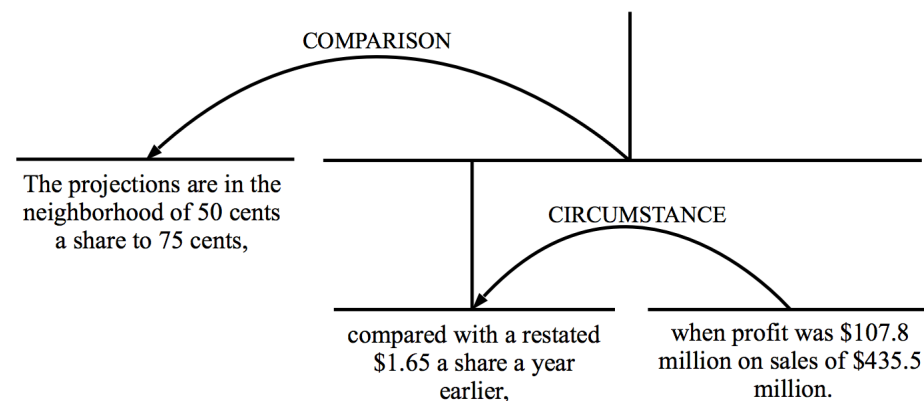 COMPARISON
The projections are in the
neighborhood of 50 cents
a share to 75 cents,
CIRCUMSTANCE
compared with a restated
$1.65 a share a year
earlier,
when profit was $107.8
million on sales of $435.5
million.